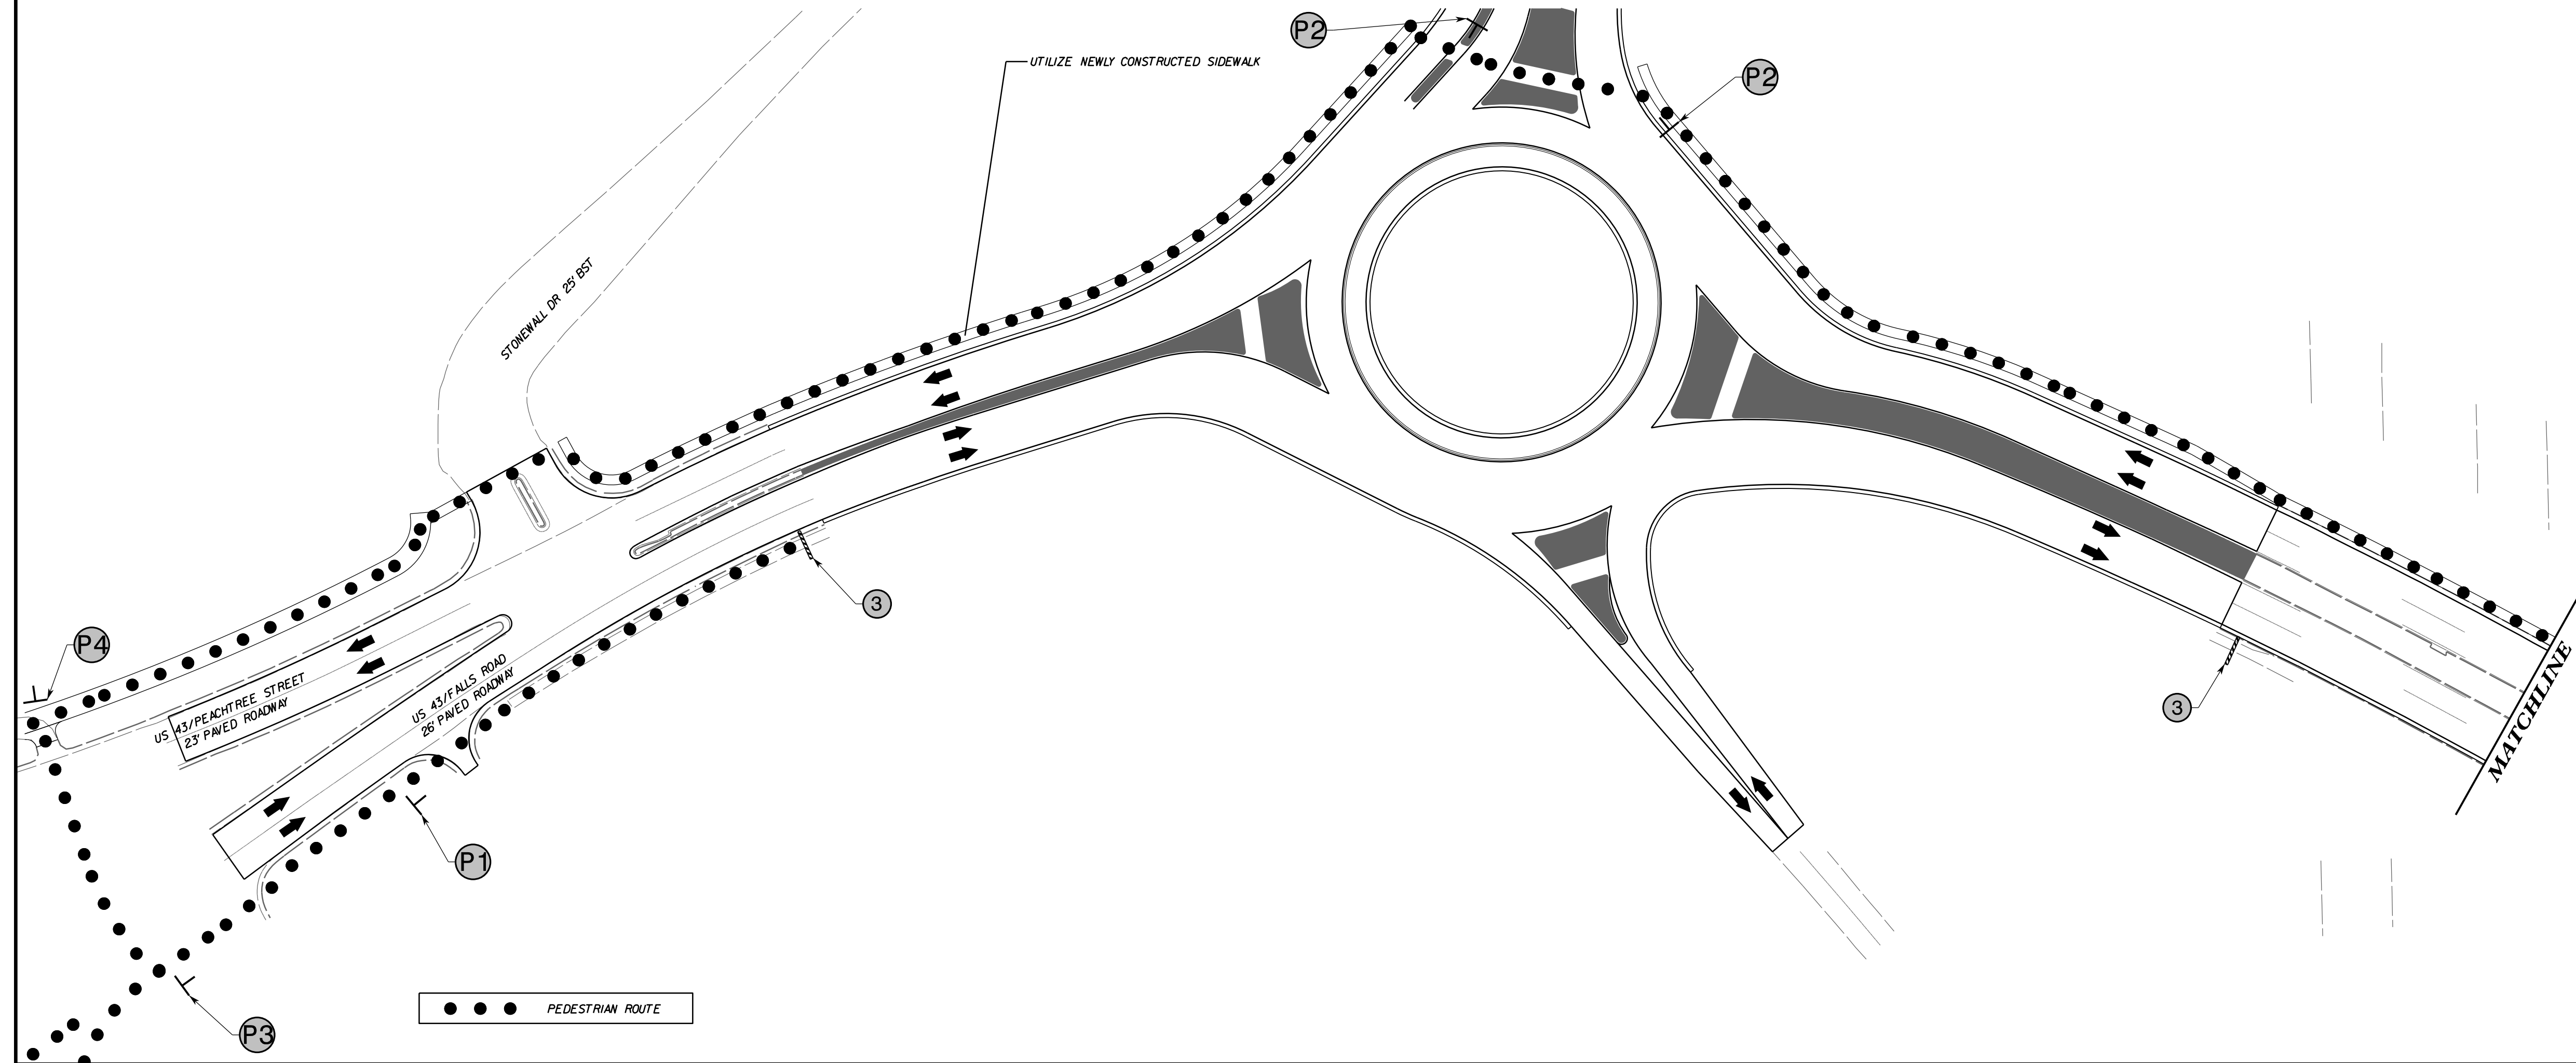 P2
UTILIZE NEWLY CONSTRUCTED SIDEWALK
P2
STONEWALL DR 25' BST
3
P4
US 43/PEACHTREE STREET
23' PAVED ROADWAY
US 43/FALLS ROAD
26' PAVED ROADWAY
3
MATCHLINE
P1
P3
PEDESTRIAN ROUTE